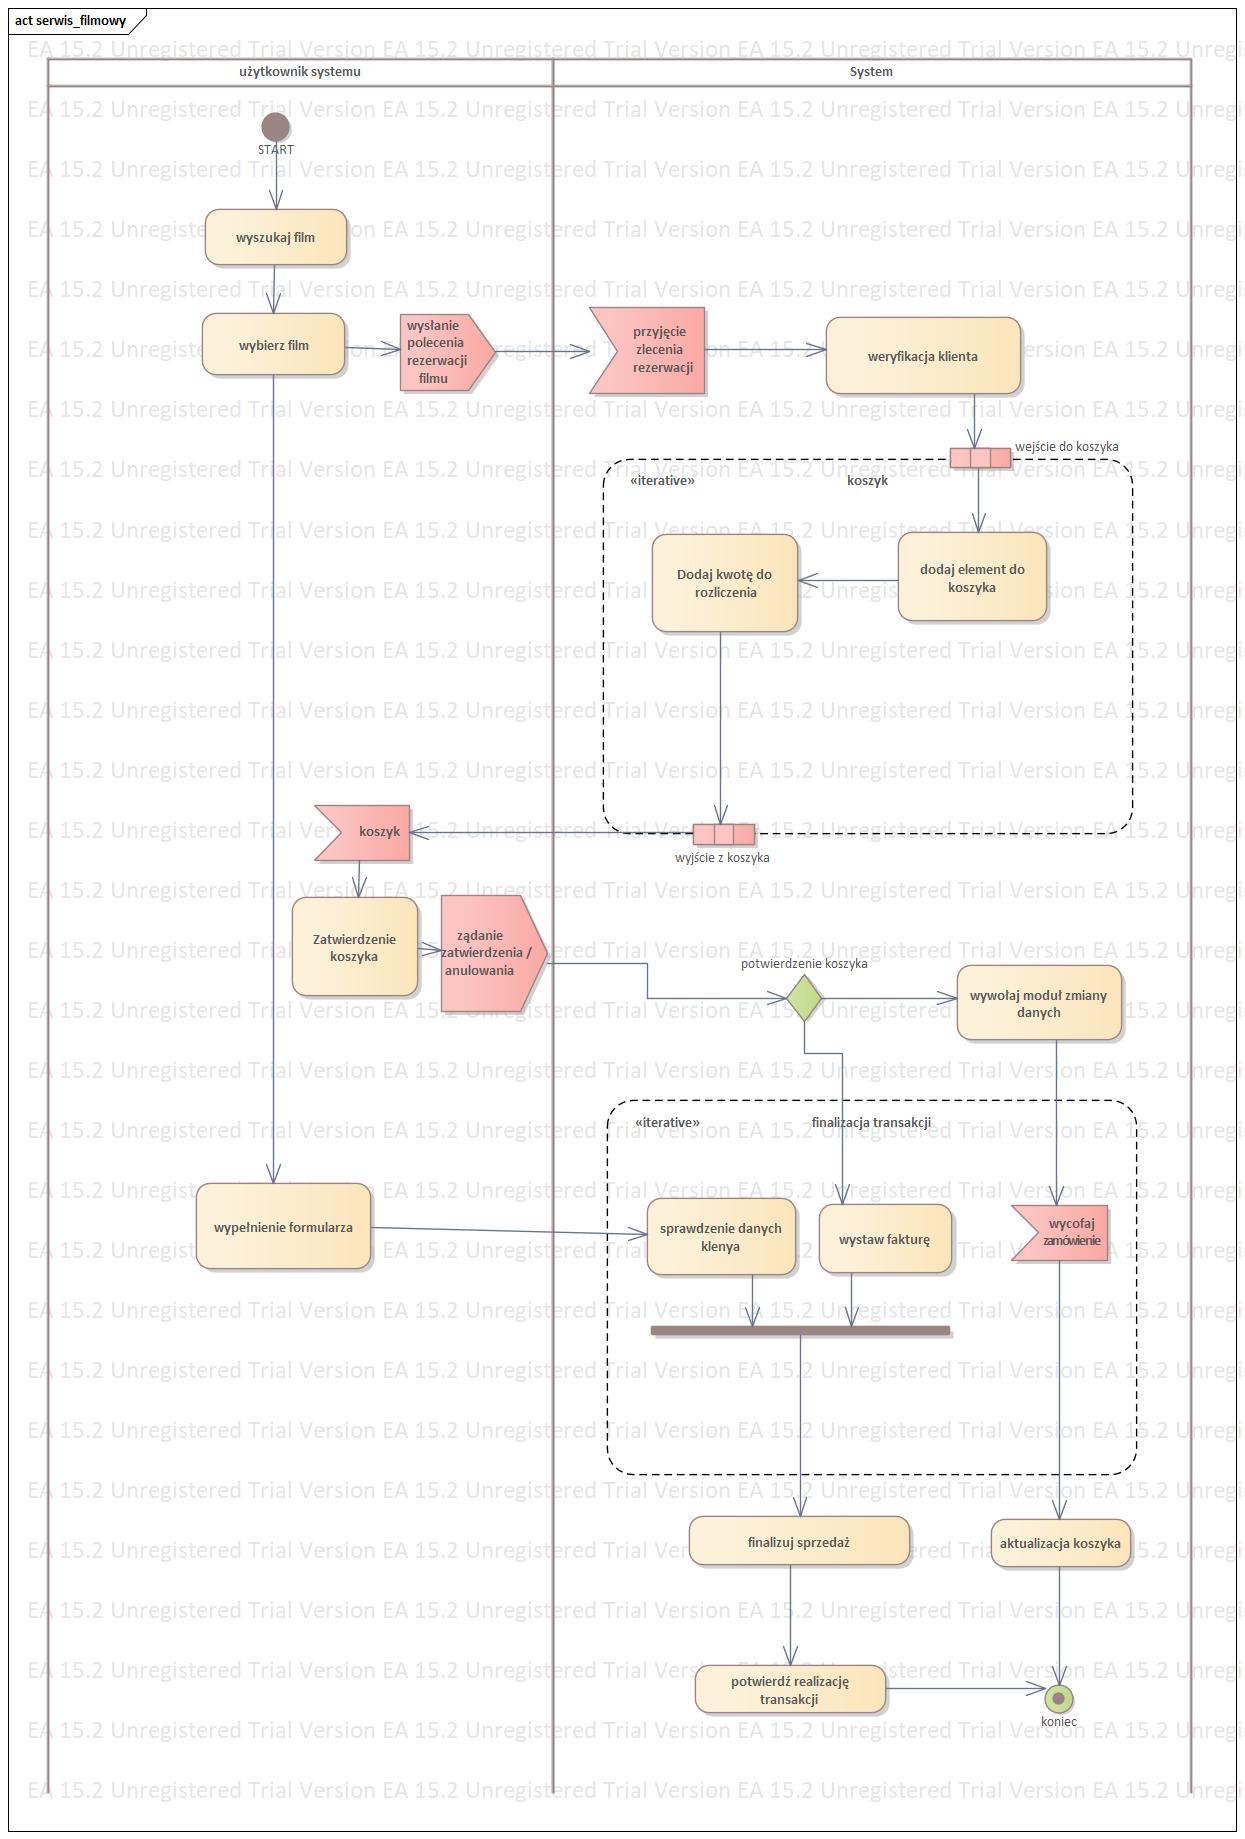 act serwis_filmowy
użytkownik systemu
System
START
wyszukaj film
wybierz film
wysłanie
polecenia
rezerwacji
filmu
przyjęcie
zlecenia
rezerwacji
weryfikacja klienta
wejście do koszyka
«iterative»
koszyk
Dodaj kwotę do
rozliczenia
dodaj element do
koszyka
koszyk
wyjście z koszyka
Zatwierdzenie
koszyka
ządanie
zatwierdzenia /
anulowania
potwierdzenie koszyka
wywołaj moduł zmiany
danych
«iterative»
finalizacja transakcji
wypełnienie formularza
sprawdzenie danych
klenya
wystaw fakturę
wycofaj
zamówienie
finalizuj sprzedaż
aktualizacja koszyka
potwierdź realizację
transakcji
koniec
EA 15.2 Unregistered Trial Version EA 15.2 Unregistered Trial Version EA 15.2 Unregistered Trial Version EA 15.2